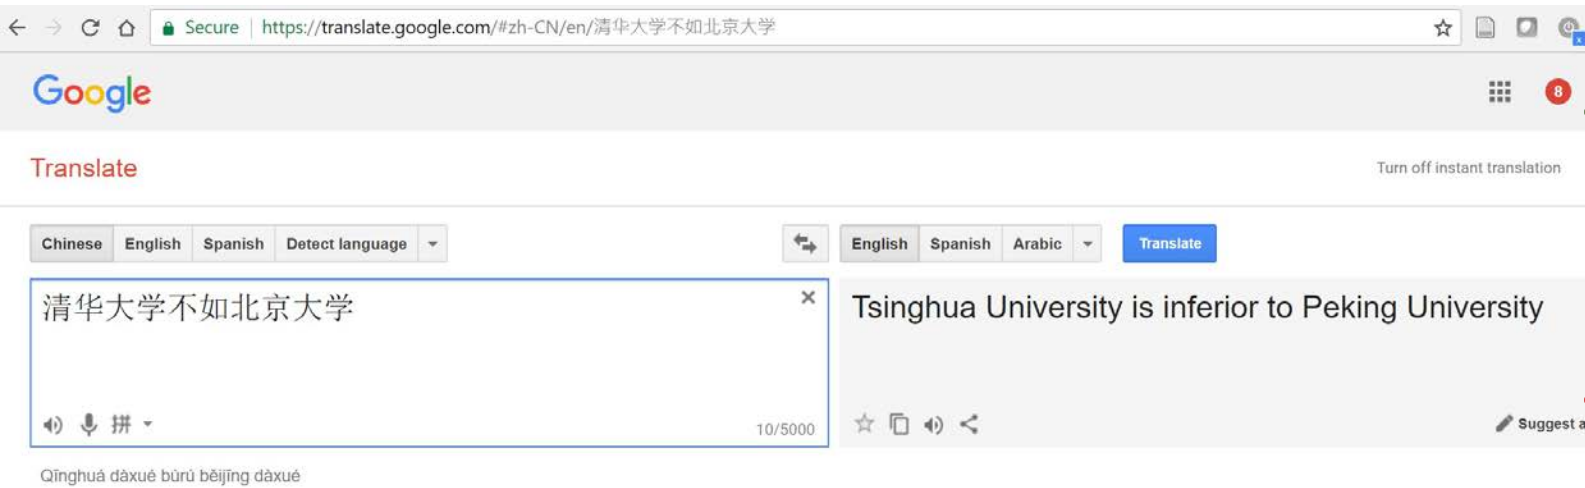 Secure https://translate.google.com/#zh-CN/en/清华大学不如北京大学
Google
8
Translate
Turn off instant translation
Chinese English Spanish Detect language
English Spanish Arabic Translate
清华大学不如北京大学
Tsinghua University is inferior to Peking University
拼
10/5000
Suggest a
Qīnghuá dàxué bùrú běijīng dàxué